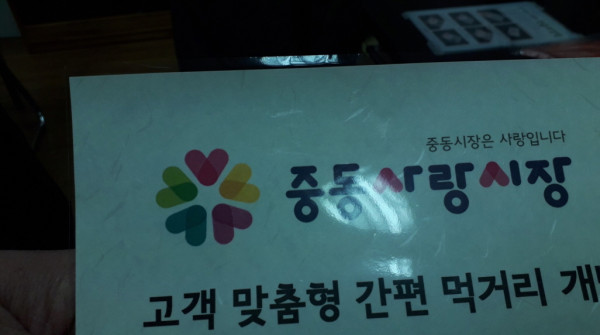 중동시장은 사랑입니다
중동사랑시장
고객 맞춤형 간편 먹거리 개